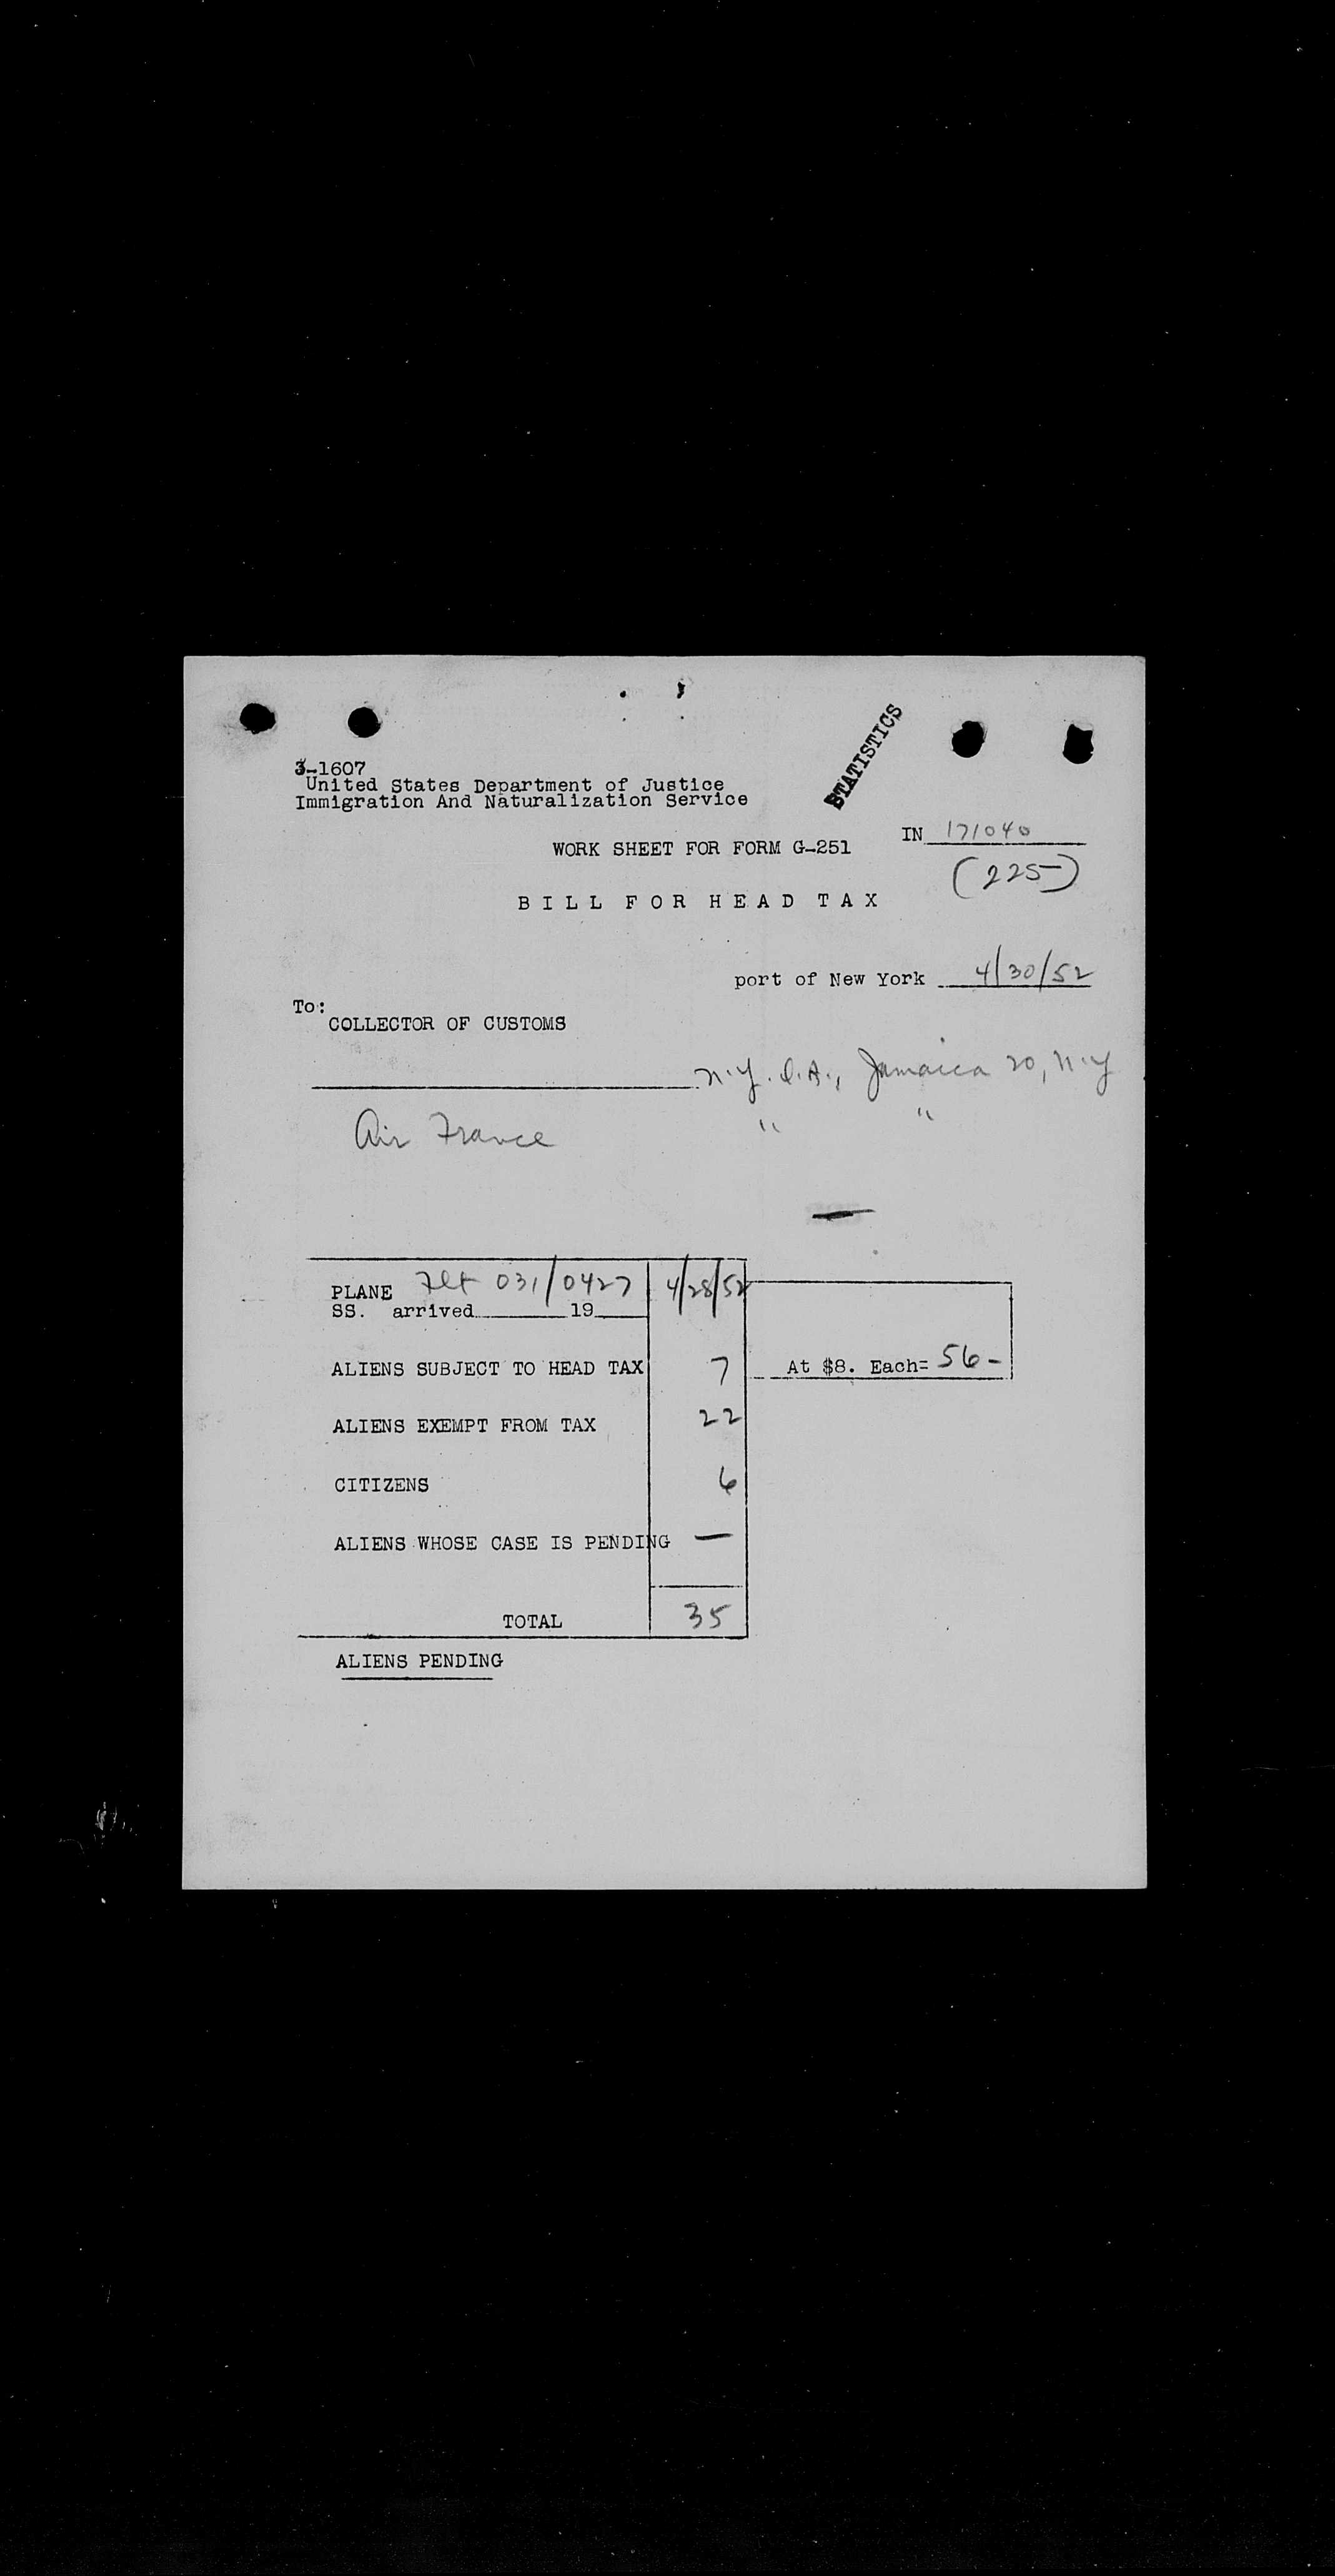 STATISTICS
3-1607
United States Department of Justice
Immigration And Naturalization Service
IN 171040
WORK SHEET FOR FORM G-251
(225-)
BILL FOR HEAD TAX
port of New York 4/30/52
To:
COLLECTOR OF CUSTOMS
N.Y. I.A., Jamaica 20, N.Y
Air France " "
PLANE Flt 031/0427 4/28/52
SS. arrived 19
ALIENS SUBJECT TO HEAD TAX 7 At $8. Each= 56-
ALIENS EXEMPT FROM TAX 22
CITIZENS 6
ALIENS WHOSE CASE IS PENDING —
TOTAL 35
ALIENS PENDING